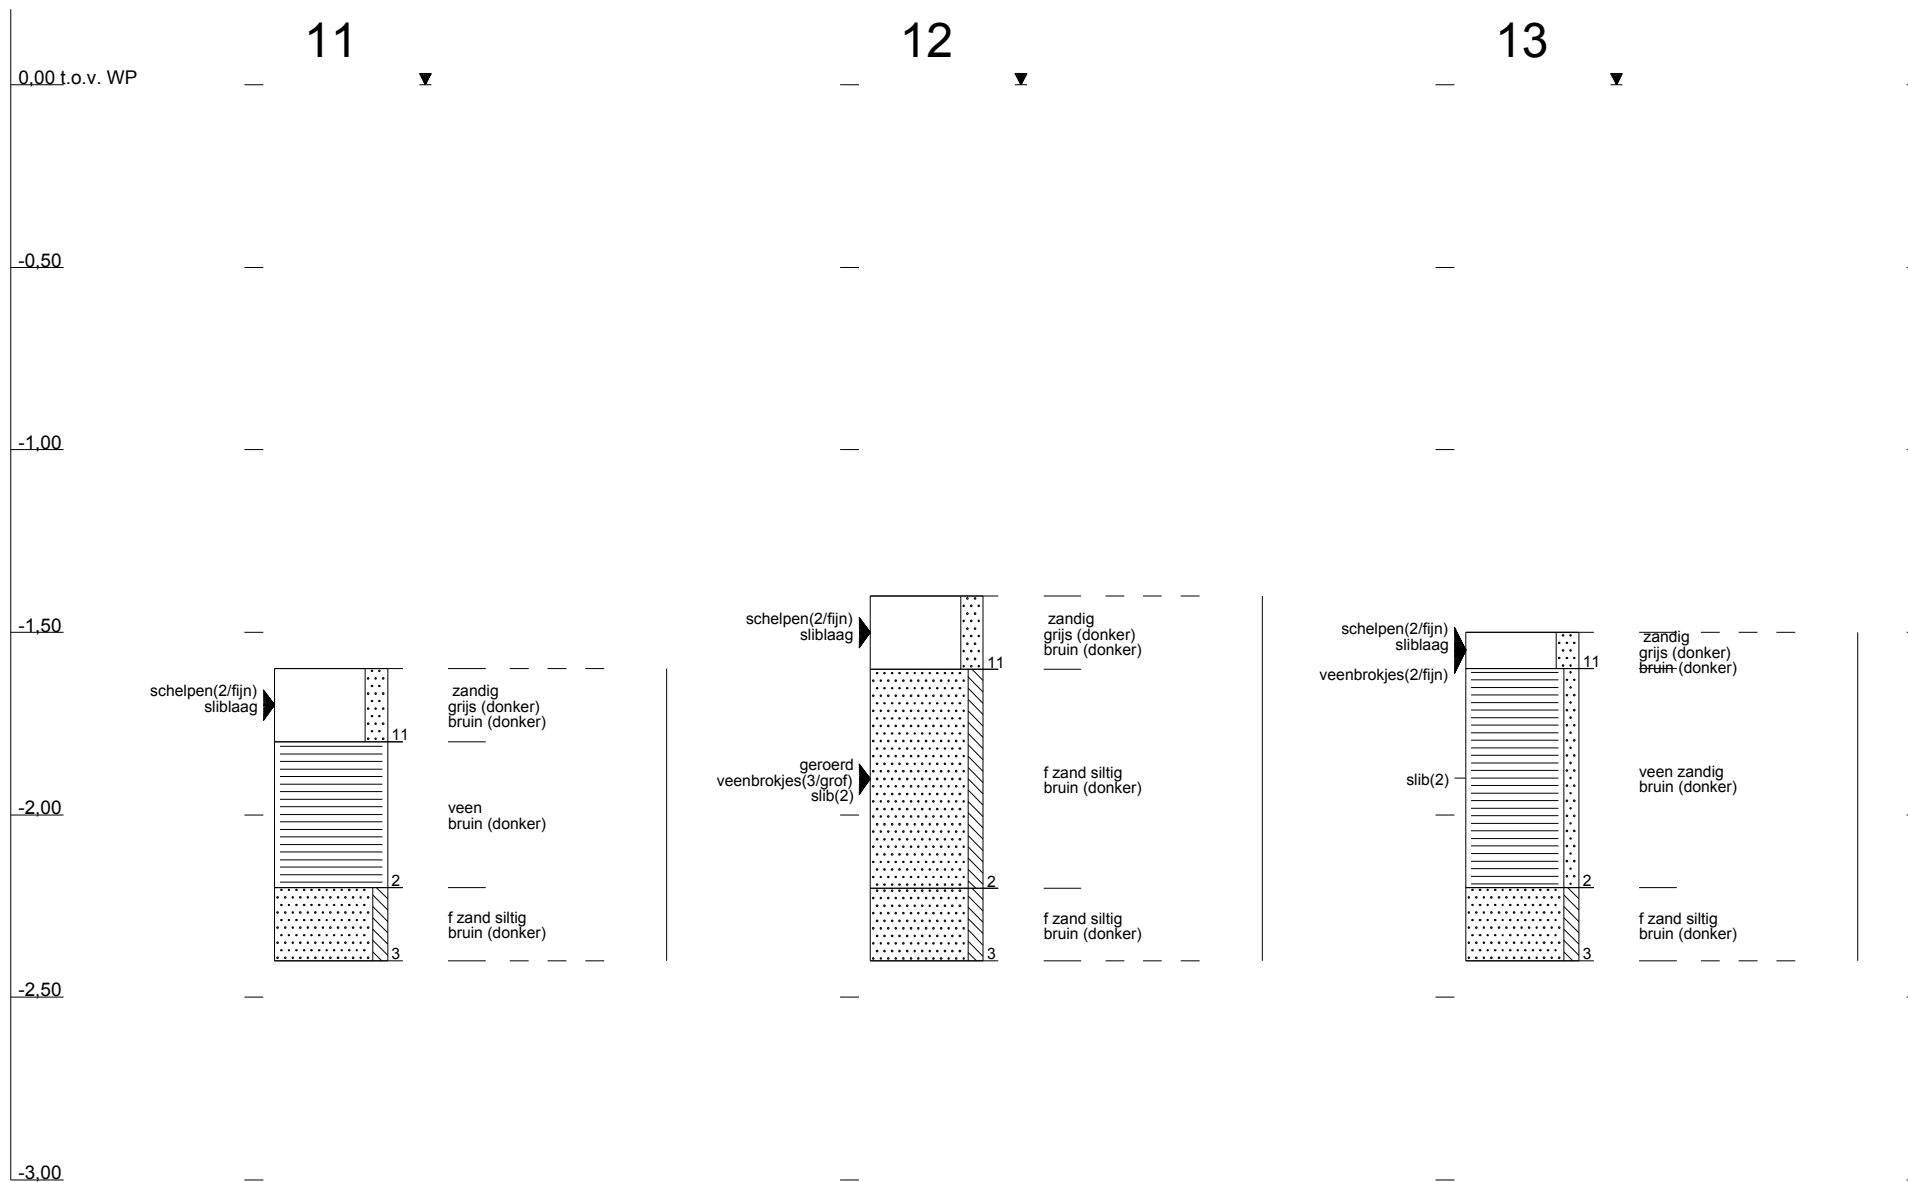 11
12
13
0,00 t.o.v. WP
-0,50
-1,00
-1,50
-2,00
-2,50
-3,00
schelpen(2/fijn)
sliblaag
11
2
3
zandig
grijs (donker)
bruin (donker)
veen
bruin (donker)
f zand siltig
bruin (donker)
schelpen(2/fijn)
sliblaag
geroerd
veenbrokjes(3/grof)
slib(2)
11
2
3
zandig
grijs (donker)
bruin (donker)
f zand siltig
bruin (donker)
f zand siltig
bruin (donker)
schelpen(2/fijn)
sliblaag
veenbrokjes(2/fijn)
slib(2)
11
2
3
zandig
grijs (donker)
bruin (donker)
veen zandig
bruin (donker)
f zand siltig
bruin (donker)